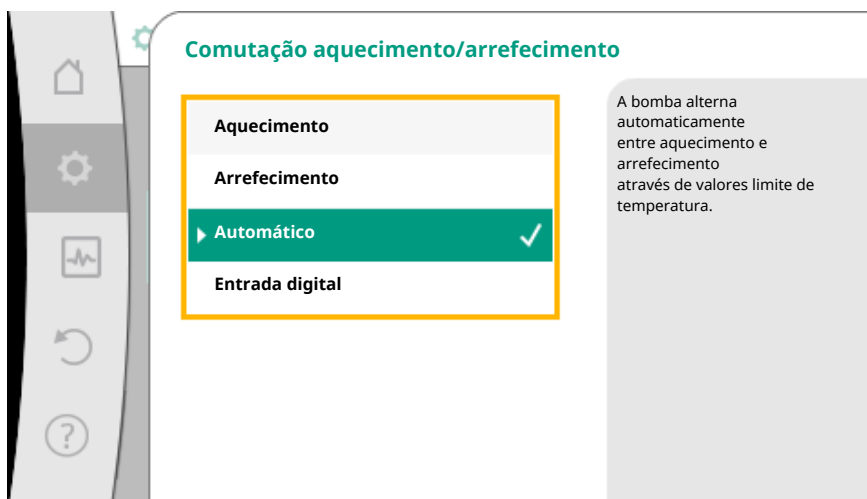 Comutação aquecimento/arrefecimento
Aquecimento
Arrefecimento
Automático
Entrada digital
A bomba alterna
automaticamente
entre aquecimento e
arrefecimento
através de valores limite de
temperatura.
?